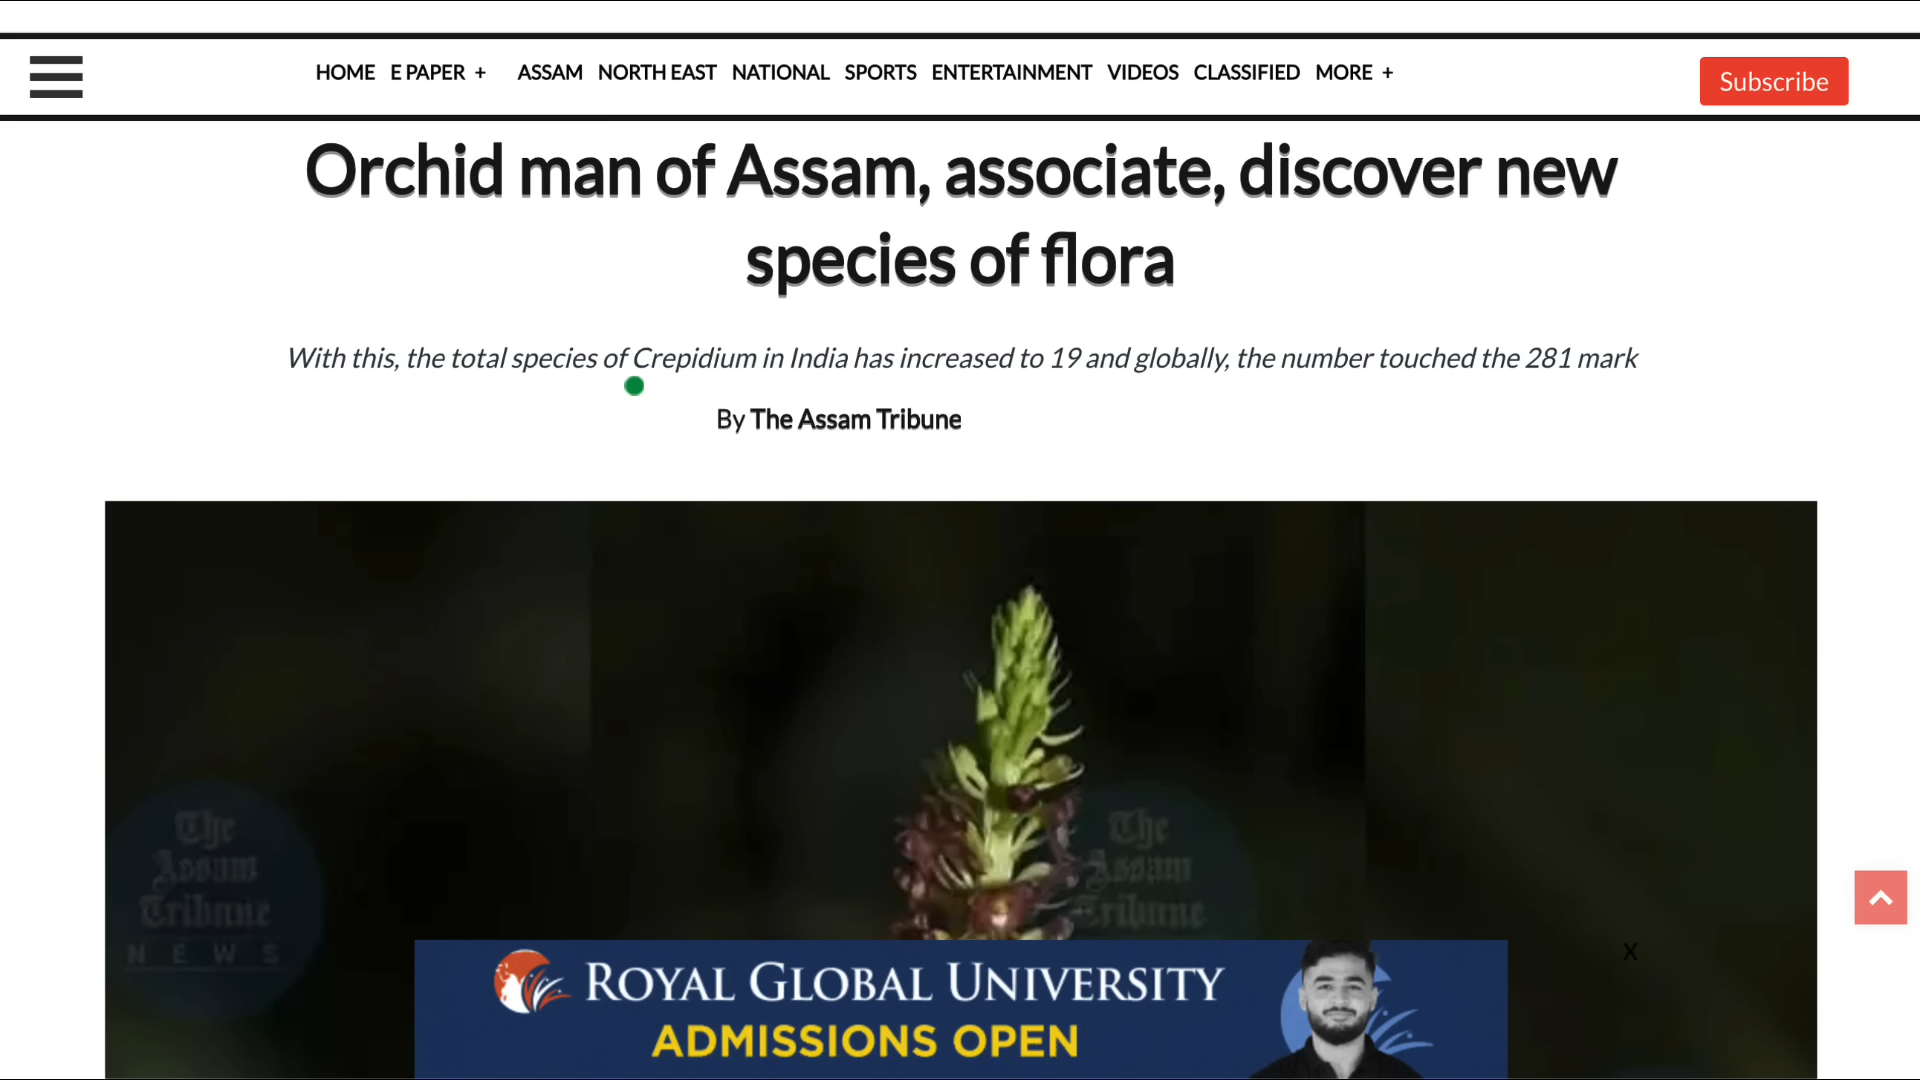 HOME E PAPER + ASSAM NORTH EAST NATIONAL SPORTS ENTERTAINMENT VIDEOS CLASSIFIED MORE +
Subscribe
Orchid man of Assam, associate, discover new
species of flora
With this, the total species of Crepidium in India has increased to 19 and globally, the number touched the 281 mark
By The Assam Tribune
The
Assam
Tribune
NEWS
The
Assam
Tribune
X
ROYAL GLOBAL UNIVERSITY
ADMISSIONS OPEN